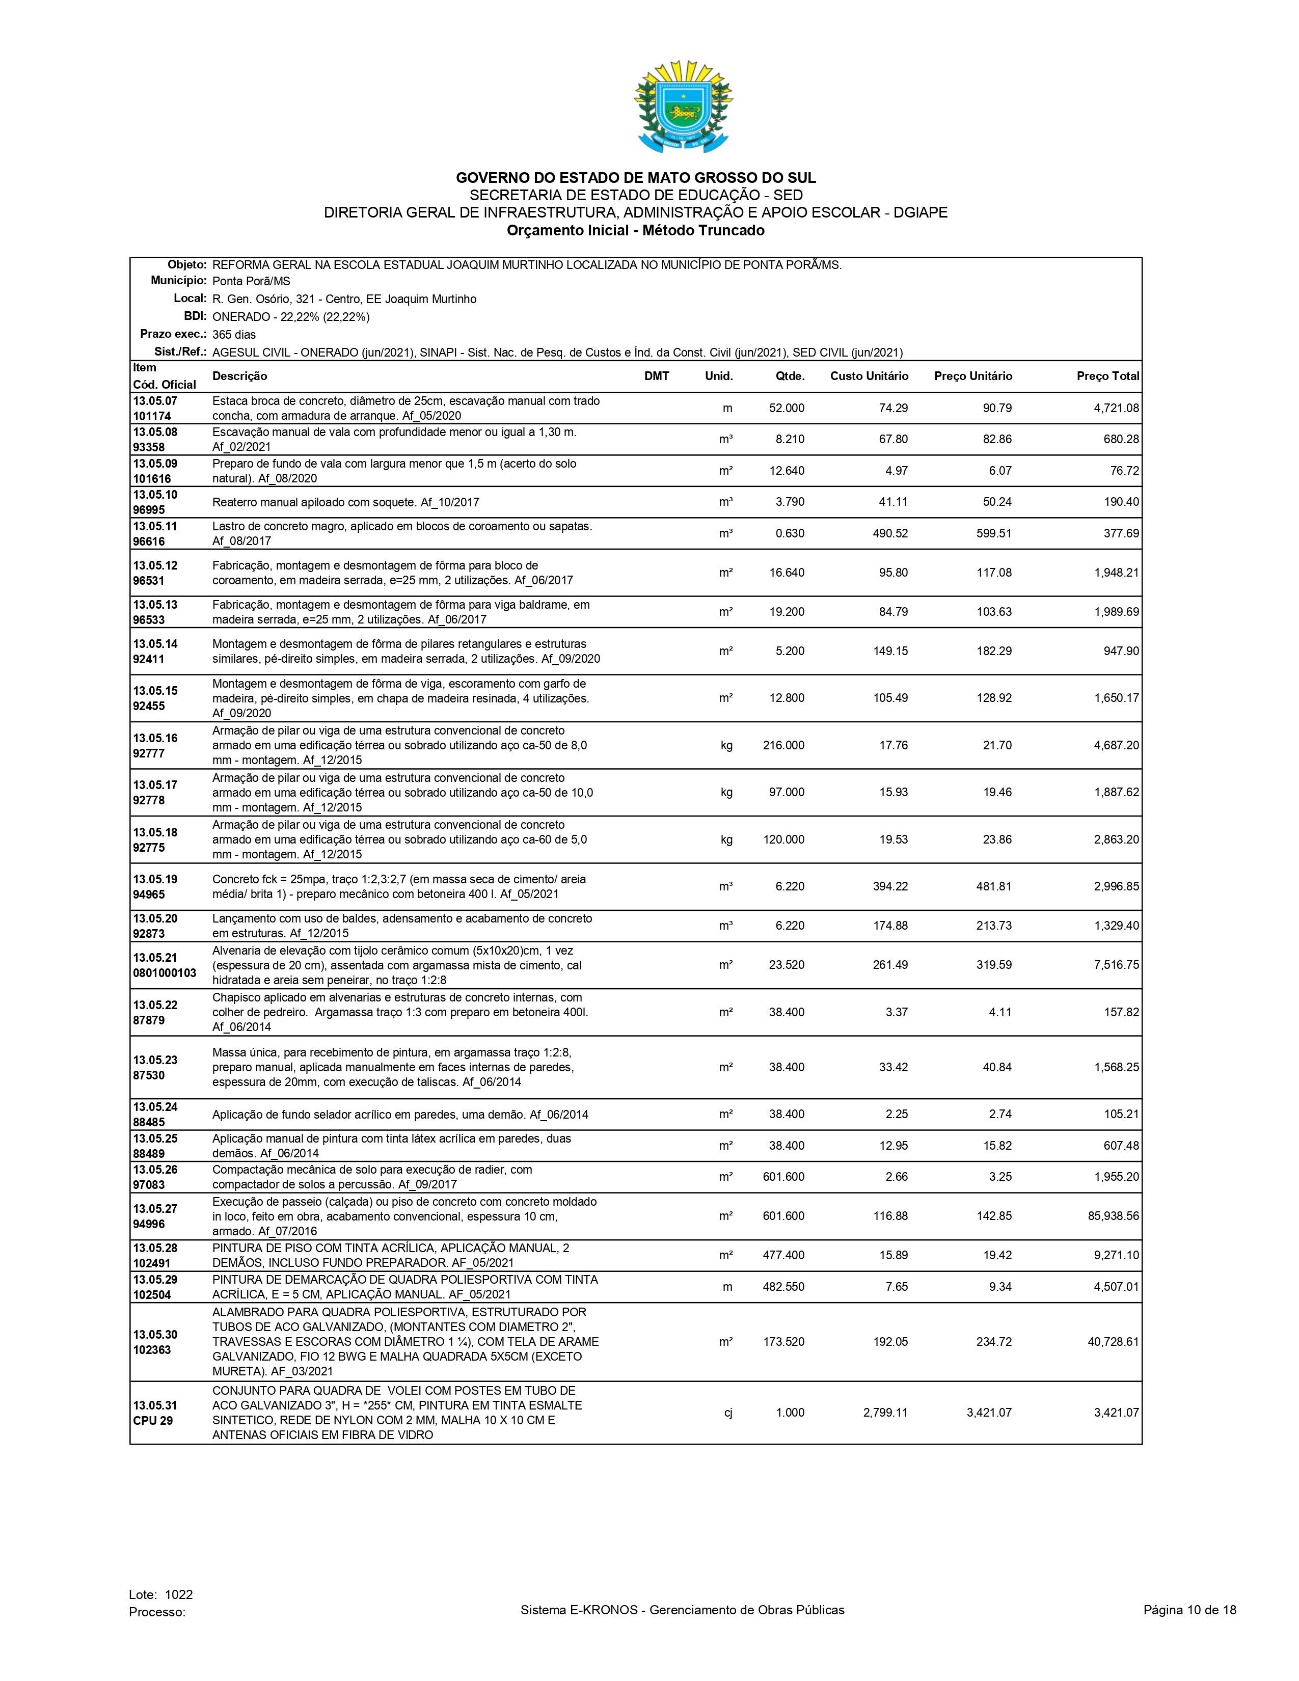 GOVERNO DO ESTADO DE MATO GROSSO DO SUL
SECRETARIA DE ESTADO DE EDUCAÇÃO - SED
DIRETORIA GERAL DE INFRAESTRUTURA, ADMINISTRAÇÃO E APOIO ESCOLAR - DGIAPE
Orçamento Inicial - Método Truncado
Objeto: REFORMA GERAL NA ESCOLA ESTADUAL JOAQUIM MURTINHO LOCALIZADA NO MUNICÍPIO DE PONTA PORÃ/MS.
Município: Ponta Porã/MS
Local: R. Gen. Osório, 321 - Centro, EE Joaquim Murtinho
BDI: ONERADO - 22,22% (22,22%)
Prazo exec.: 365 dias
Sist./Ref.: AGESUL CIVIL - ONERADO (jun/2021), SINAPI - Sist. Nac. de Pesq. de Custos e Índ. da Const. Civil (jun/2021), SED CIVIL (jun/2021)
Item
Cód. Oficial Descrição DMT Unid. Qtde. Custo Unitário Preço Unitário Preço Total
13.05.07 Estaca broca de concreto, diâmetro de 25cm, escavação manual com trado
101174 concha, com armadura de arranque. Af_05/2020 m 52.000 74.29 90.79 4,721.08
13.05.08 Escavação manual de vala com profundidade menor ou igual a 1,30 m.
93358 Af_02/2021 m³ 8.210 67.80 82.86 680.28
13.05.09 Preparo de fundo de vala com largura menor que 1,5 m (acerto do solo
101616 natural). Af_08/2020 m² 12.640 4.97 6.07 76.72
13.05.10
96995 Reaterro manual apiloado com soquete. Af_10/2017 m³ 3.790 41.11 50.24 190.40
13.05.11 Lastro de concreto magro, aplicado em blocos de coroamento ou sapatas.
96616 Af_08/2017 m³ 0.630 490.52 599.51 377.69
13.05.12 Fabricação, montagem e desmontagem de fôrma para bloco de
96531 coroamento, em madeira serrada, e=25 mm, 2 utilizações. Af_06/2017 m² 16.640 95.80 117.08 1,948.21
13.05.13 Fabricação, montagem e desmontagem de fôrma para viga baldrame, em
96533 madeira serrada, e=25 mm, 2 utilizações. Af_06/2017 m² 19.200 84.79 103.63 1,989.69
13.05.14 Montagem e desmontagem de fôrma de pilares retangulares e estruturas
92411 similares, pé-direito simples, em madeira serrada, 2 utilizações. Af_09/2020 m² 5.200 149.15 182.29 947.90
13.05.15 Montagem e desmontagem de fôrma de viga, escoramento com garfo de
92455 madeira, pé-direito simples, em chapa de madeira resinada, 4 utilizações. m² 12.800 105.49 128.92 1,650.17
Af_09/2020
13.05.16 Armação de pilar ou viga de uma estrutura convencional de concreto
92777 armado em uma edificação térrea ou sobrado utilizando aço ca-50 de 8,0 kg 216.000 17.76 21.70 4,687.20
mm - montagem. Af_12/2015
13.05.17 Armação de pilar ou viga de uma estrutura convencional de concreto
92778 armado em uma edificação térrea ou sobrado utilizando aço ca-50 de 10,0 kg 97.000 15.93 19.46 1,887.62
mm - montagem. Af_12/2015
13.05.18 Armação de pilar ou viga de uma estrutura convencional de concreto
92775 armado em uma edificação térrea ou sobrado utilizando aço ca-60 de 5,0 kg 120.000 19.53 23.86 2,863.20
mm - montagem. Af_12/2015
13.05.19 Concreto fck = 25mpa, traço 1:2,3:2,7 (em massa seca de cimento/ areia
94965 média/ brita 1) - preparo mecânico com betoneira 400 l. Af_05/2021 m³ 6.220 394.22 481.81 2,996.85
13.05.20 Lançamento com uso de baldes, adensamento e acabamento de concreto
92873 em estruturas. Af_12/2015 m³ 6.220 174.88 213.73 1,329.40
13.05.21 Alvenaria de elevação com tijolo cerâmico comum (5x10x20)cm, 1 vez
0801000103 (espessura de 20 cm), assentada com argamassa mista de cimento, cal m² 23.520 261.49 319.59 7,516.75
hidratada e areia sem peneirar, no traço 1:2:8
13.05.22 Chapisco aplicado em alvenarias e estruturas de concreto internas, com
87879 colher de pedreiro.  Argamassa traço 1:3 com preparo em betoneira 400l. m² 38.400 3.37 4.11 157.82
Af_06/2014
13.05.23 Massa única, para recebimento de pintura, em argamassa traço 1:2:8,
87530 preparo manual, aplicada manualmente em faces internas de paredes, m² 38.400 33.42 40.84 1,568.25
espessura de 20mm, com execução de taliscas. Af_06/2014
13.05.24
88485 Aplicação de fundo selador acrílico em paredes, uma demão. Af_06/2014 m² 38.400 2.25 2.74 105.21
13.05.25 Aplicação manual de pintura com tinta látex acrílica em paredes, duas
88489 demãos. Af_06/2014 m² 38.400 12.95 15.82 607.48
13.05.26 Compactação mecânica de solo para execução de radier, com
97083 compactador de solos a percussão. Af_09/2017 m² 601.600 2.66 3.25 1,955.20
13.05.27 Execução de passeio (calçada) ou piso de concreto com concreto moldado
94996 in loco, feito em obra, acabamento convencional, espessura 10 cm, m² 601.600 116.88 142.85 85,938.56
armado. Af_07/2016
13.05.28 PINTURA DE PISO COM TINTA ACRÍLICA, APLICAÇÃO MANUAL, 2
102491 DEMÃOS, INCLUSO FUNDO PREPARADOR. AF_05/2021 m² 477.400 15.89 19.42 9,271.10
13.05.29 PINTURA DE DEMARCAÇÃO DE QUADRA POLIESPORTIVA COM TINTA
102504 ACRÍLICA, E = 5 CM, APLICAÇÃO MANUAL. AF_05/2021 m 482.550 7.65 9.34 4,507.01
ALAMBRADO PARA QUADRA POLIESPORTIVA, ESTRUTURADO POR
TUBOS DE ACO GALVANIZADO, (MONTANTES COM DIAMETRO 2",
13.05.30 TRAVESSAS E ESCORAS COM DIÂMETRO 1 ¼), COM TELA DE ARAME m² 173.520 192.05 234.72 40,728.61
102363 GALVANIZADO, FIO 12 BWG E MALHA QUADRADA 5X5CM (EXCETO
MURETA). AF_03/2021
CONJUNTO PARA QUADRA DE  VOLEI COM POSTES EM TUBO DE
13.05.31 ACO GALVANIZADO 3", H = *255* CM, PINTURA EM TINTA ESMALTE cj 1.000 2,799.11 3,421.07 3,421.07
CPU 29 SINTETICO, REDE DE NYLON COM 2 MM, MALHA 10 X 10 CM E
ANTENAS OFICIAIS EM FIBRA DE VIDRO
Lote: 1022
Processo: Sistema E-KRONOS - Gerenciamento de Obras Públicas Página 10 de 18